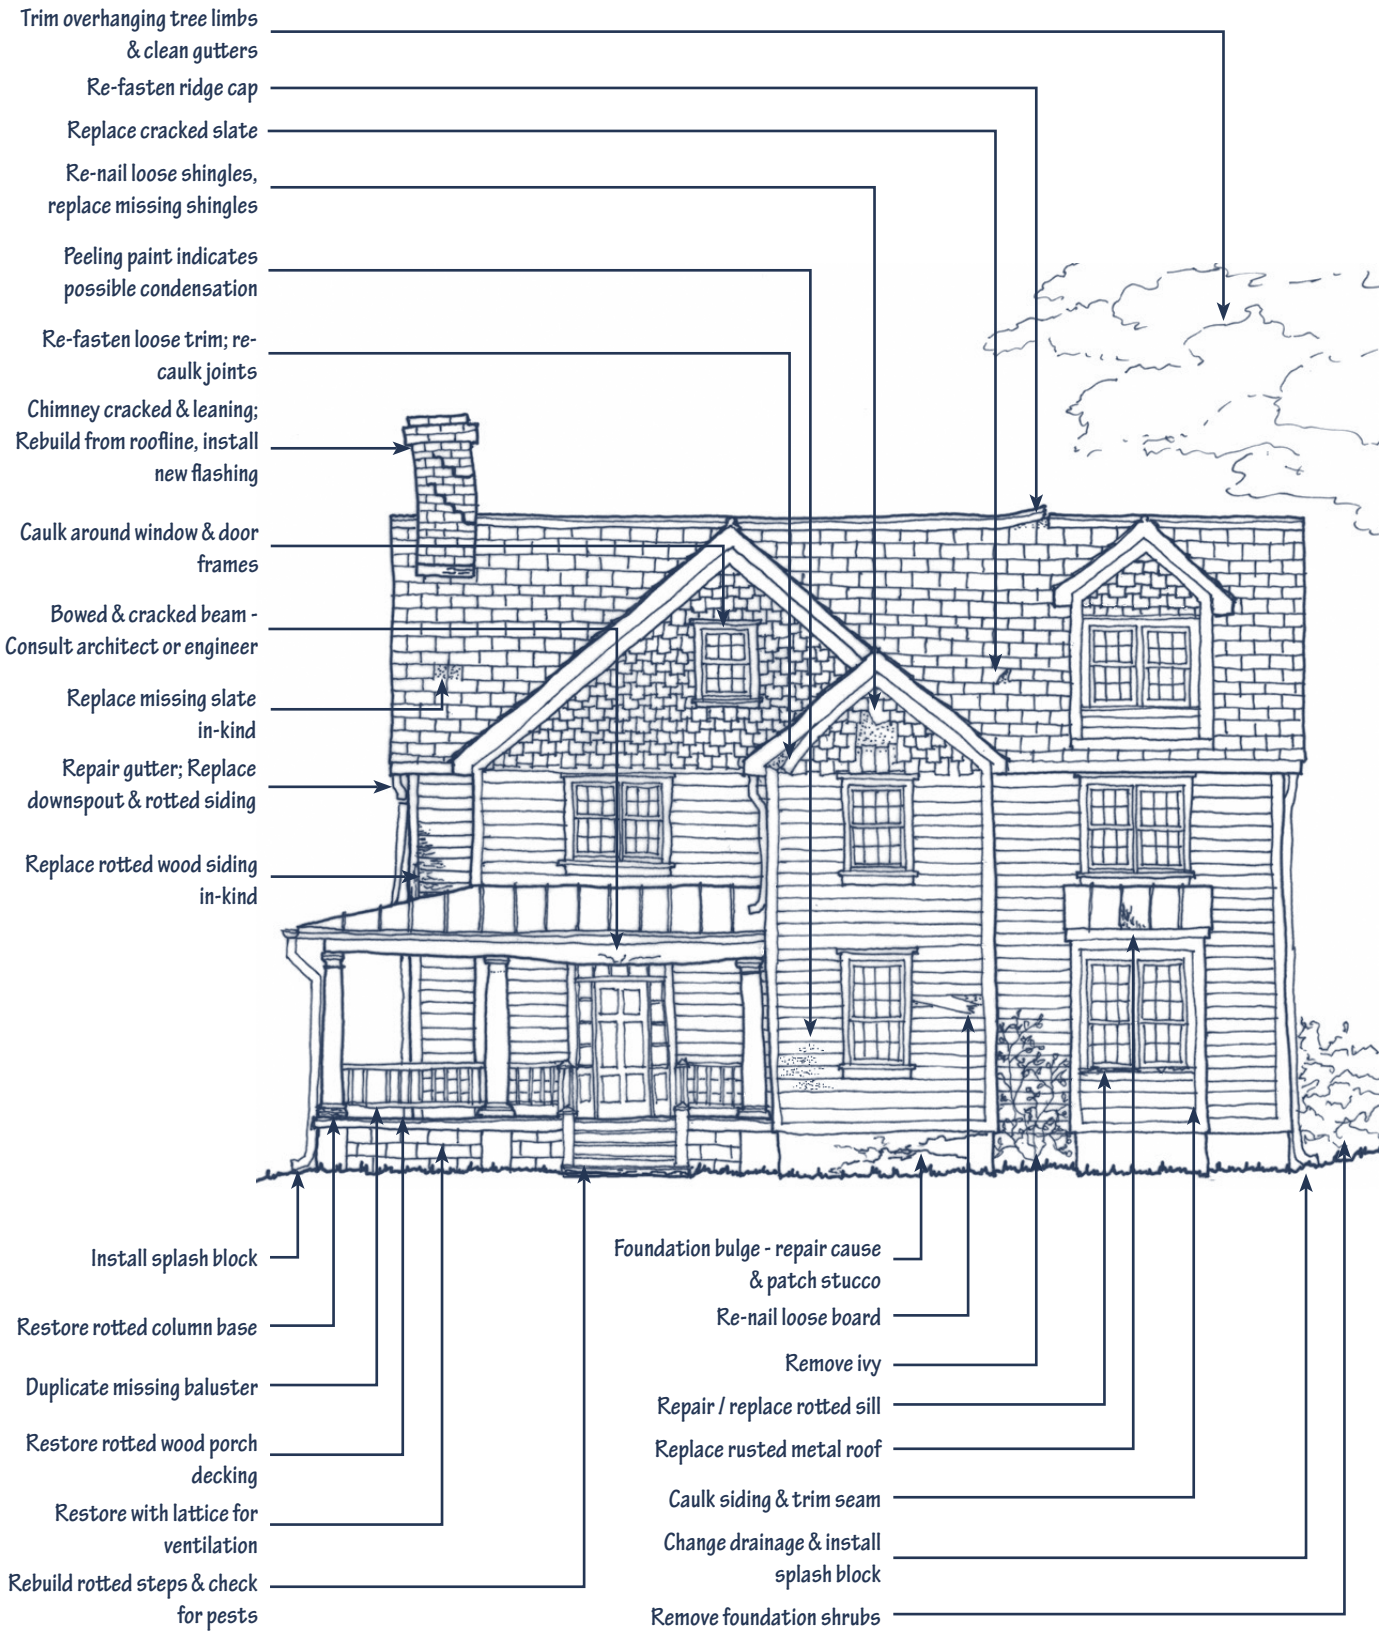 Trim overhanging tree limbs
& clean gutters
Re-fasten ridge cap
Replace cracked slate
Re-nail loose shingles,
replace missing shingles
Peeling paint indicates
possible condensation
Re-fasten loose trim; re-
caulk joints
Chimney cracked & leaning;
Rebuild from roofline, install
new flashing
Caulk around window & door
frames
Bowed & cracked beam -
Consult architect or engineer
Replace missing slate
in-kind
Repair gutter; Replace
downspout & rotted siding
Replace rotted wood siding
in-kind
Install splash block
Restore rotted column base
Duplicate missing baluster
Restore rotted wood porch
decking
Restore with lattice for
ventilation
Rebuild rotted steps & check
for pests
Foundation bulge - repair cause
& patch stucco
Re-nail loose board
Remove ivy
Repair / replace rotted sill
Replace rusted metal roof
Caulk siding & trim seam
Change drainage & install
splash block
Remove foundation shrubs